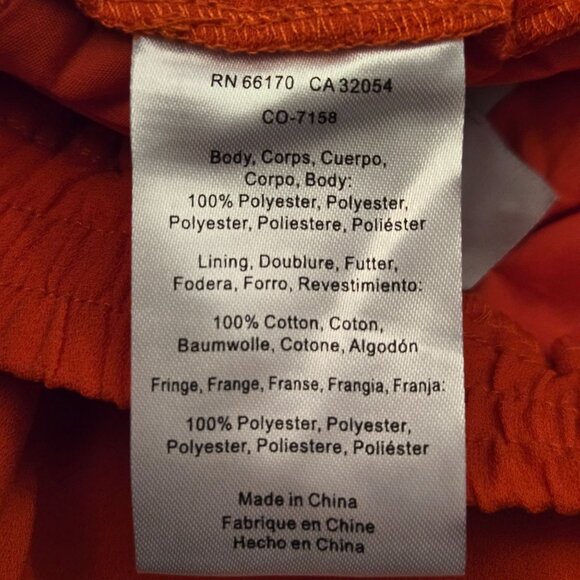 RN 66170 CA 32054
CO-7158
Body, Corps, Cuerpo,
Corpo, Body:
100% Polyester, Polyester,
Polyester, Poliestere, Poliéster
Lining, Doublure, Futter,
Fodera, Forro, Revestimiento:
100% Cotton, Coton,
Baumwolle, Cotone, Algodón
Fringe, Frange, Franse, Frangia, Franja:
100% Polyester, Polyester,
Polyester, Poliestere, Poliéster
Made in China
Fabrique en Chine
Hecho en China